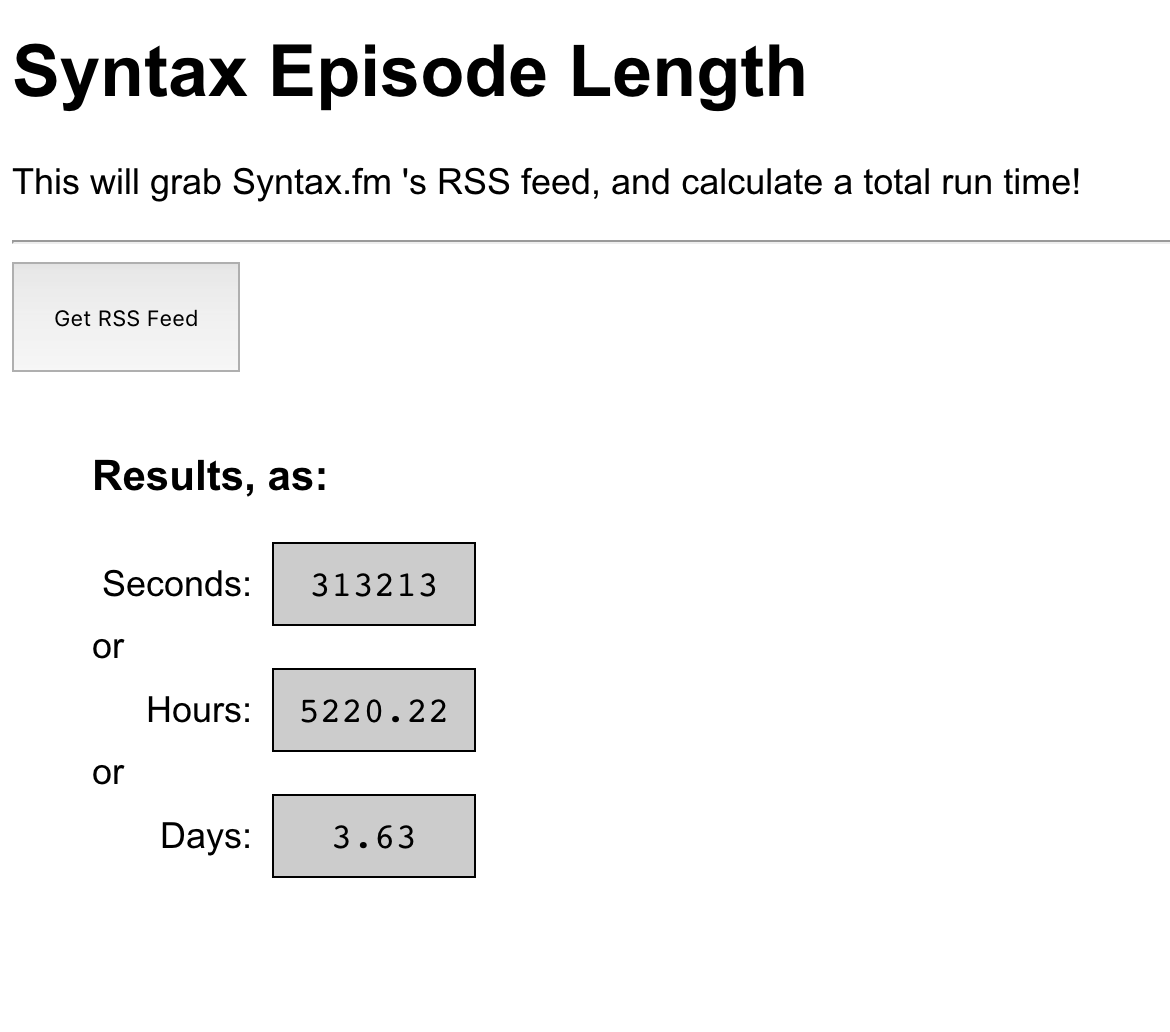 Syntax Episode Length
This will grab Syntax.fm 's RSS feed, and calculate a total run time!
Get RSS Feed
Results, as:
Seconds: 313213
or
Hours: 5220.22
or
Days: 3.63